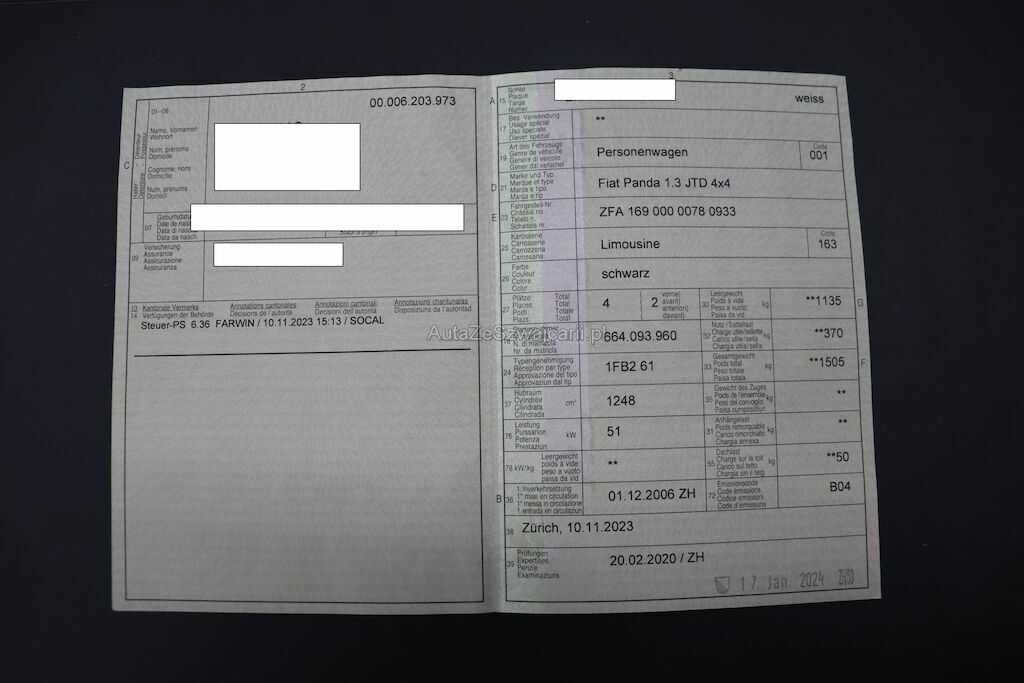 2
00.006.203.973
01-06
Name, Vornamen
Wohnort
Nom, prénoms
Domicile
C
Cognome, nomi
Domicilio
Num, prenums
Domicil
07
Geburtsdatu
Date de nais
Data di nasc
Data da nasch.
09
Versicherung
Assurance
Assicurazione
Assicuranza
13 Kantonale Vermerke Annotations cantonales Annotazioni cantonali Annotaziuns chantunalas
14 Verfügungen der Behörde Décisions de l'autorité Decisioni dell'autorità Disposiziuns da l'autoritad
Steuer-PS 6.36 FARWIN / 10.11.2023 15:13 / SOCAL
3
A 15 Schild
Plaque
Targa
Numer
weiss
17 Bes. Verwendung
Usage spécial
Uso speciale
Diever spezial
**
19 Art des Fahrzeugs
Genre de véhicule
Genere di veicolo
Gener dal vehichel
Personenwagen
Code
001
D 21 Marke und Typ
Marque et type
Marca e tipo
Marca e tip
Fiat Panda 1.3 JTD 4x4
E 23 Fahrgestell-Nr.
Châssis no
Telaio n.
Schassis nr.
ZFA 169 000 0078 0933
25 Karosserie
Carrosserie
Carrozzeria
Carossaria
Limousine
Code
163
26 Farbe
Couleur
Colore
Colur
schwarz
27 Plätze: Total
Places: Total
Posti: Totale
Plazs: Total
4
( 2
vorne)
avant)
anteriori)
davant)
30 Leergewicht
Poids à vide
Peso a vuoto
Paisa da vid
kg
**1135
G
AutaZeSzwajcarii.pl
18
N. di matricola
Nr. da matricla
664.093.960
32 Nutz-/Sattellast
Charge utile/sellette
Carico utile/sella
Chargia utila/sella
kg
**370
24 Typengenehmigung
Réception par type
Approvazione del tipo
Approvaziun dal tip
1FB2 61
33 Gesamtgewicht
Poids total
Peso totale
Paisa totala
kg
**1505
F
37 Hubraum
Cylindrée
Cilindrata
Cilindrada
cm³
1248
35 Gewicht des Zuges
Poids de l'ensemble
Peso del convoglio
Paisa cumposiziun
kg
**
76 Leistung
Puissance
Potenza
Prestaziun
kW
51
31 Anhängelast
Poids remorquable
Carico rimorchiato
Chargia annexa
kg
**
78 kW/kg
Leergewicht
poids à vide
peso a vuoto
paisa da vid
**
55 Dachlast
Charge sur le toit
Carico sul tetto
Chargia sin il tetg
kg
**50
B 36 1. Inverkehrsetzung
1re mise en circulation
1a messa in circolazione
1. entrada en circulaziun
01.12.2006 ZH
72 Emissionscode
Code émissions
Codice emissioni
Code d'emissiuns
B04
38 Zürich, 10.11.2023
39 Prüfungen
Expertises
Perizie
Examinaziuns
20.02.2020 / ZH
17. Jan. 2024